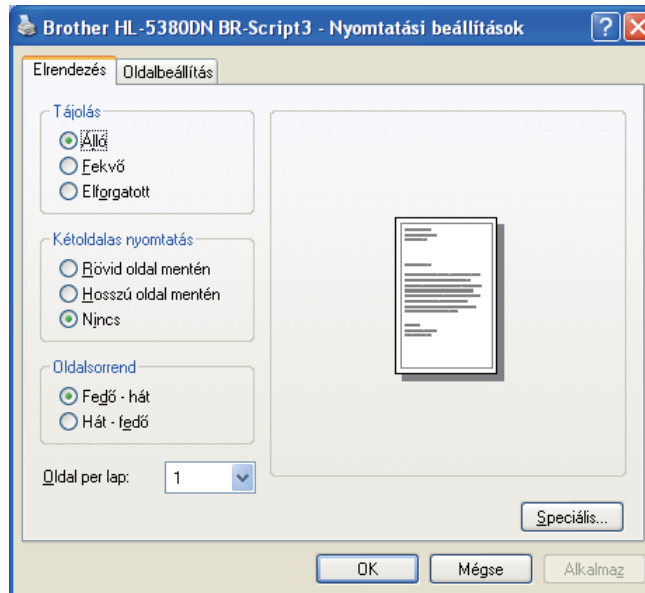 Brother HL-5380DN BR-Script3 - Nyomtatási beállítások
Elrendezés Oldalbeállítás
Tájolás
Álló
Fekvő
Elforgatott
Kétoldalas nyomtatás
Rövid oldal mentén
Hosszú oldal mentén
Nincs
Oldalsorrend
Fedő - hát
Hát - fedő
Oldal per lap: 1
Speciális...
OK Mégse Alkalmaz